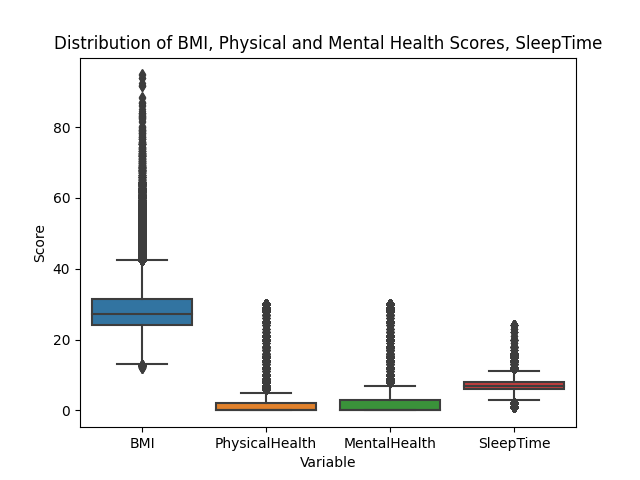 Distribution of BMI, Physical and Mental Health Scores, SleepTime
Score
80
60
40
20
0
BMI
PhysicalHealth
MentalHealth
SleepTime
Variable